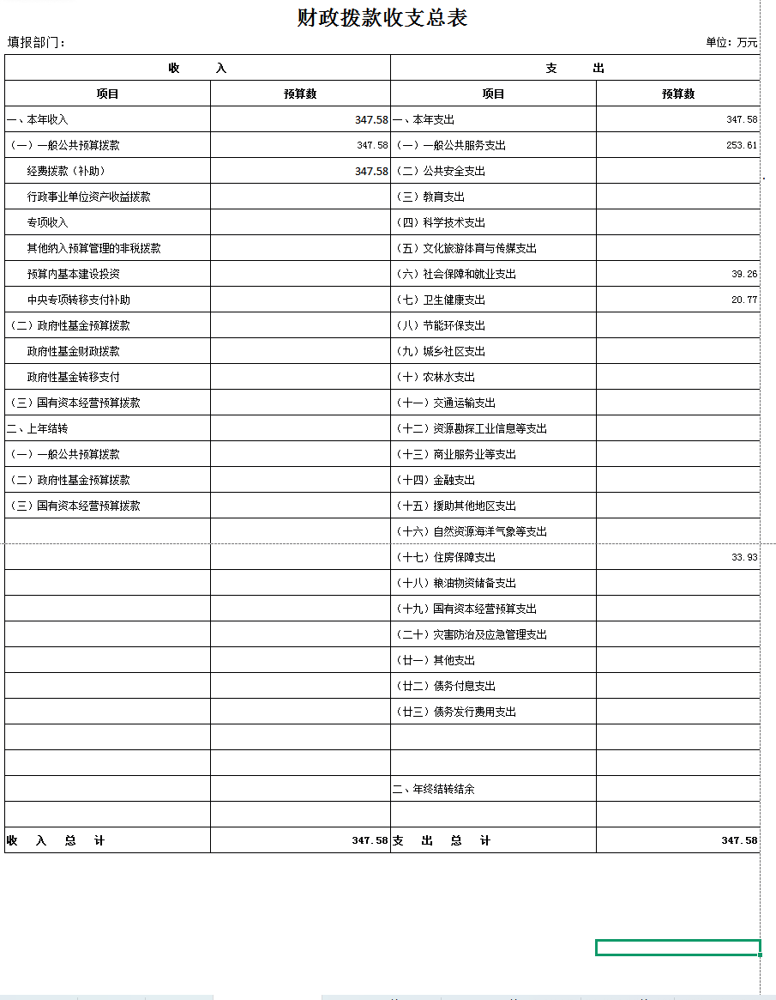 财政拨款收支总表
填报部门： 单位：万元
收 入 支 出
项目 预算数 项目 预算数
一、本年收入 347.58 一、本年支出 347.58
（一）一般公共预算拨款 347.58 （一）一般公共服务支出 253.61
经费拨款（补助） 347.58 （二）公共安全支出
行政事业单位资产收益拨款 （三）教育支出
专项收入 （四）科学技术支出
其他纳入预算管理的非税拨款 （五）文化旅游体育与传媒支出
预算内基本建设投资 （六）社会保障和就业支出 39.26
中央专项转移支付补助 （七）卫生健康支出 20.77
（二）政府性基金预算拨款 （八）节能环保支出
政府性基金财政拨款 （九）城乡社区支出
政府性基金转移支付 （十）农林水支出
（三）国有资本经营预算拨款 （十一）交通运输支出
二、上年结转 （十二）资源勘探工业信息等支出
（一）一般公共预算拨款 （十三）商业服务业等支出
（二）政府性基金预算拨款 （十四）金融支出
（三）国有资本经营预算拨款 （十五）援助其他地区支出
（十六）自然资源海洋气象等支出
（十七）住房保障支出 33.93
（十八）粮油物资储备支出
（十九）国有资本经营预算支出
（二十）灾害防治及应急管理支出
（廿一）其他支出
（廿二）债务付息支出
（廿三）债务发行费用支出
二、年终结转结余
收 入 总 计 347.58 支 出 总 计 347.58